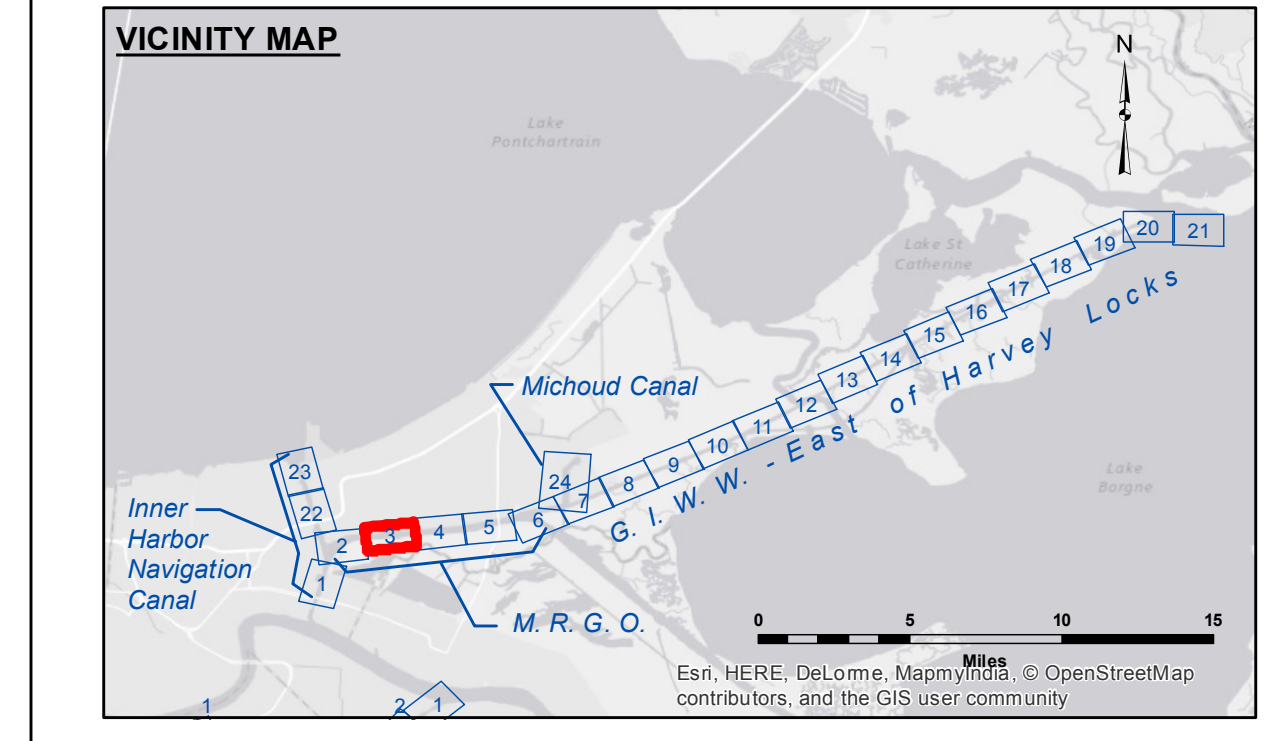 VICINITY MAP
N
Lake
Pontchartrain
Lake St
Catherine
20
21
19
18
17
16
15
14
13
12
11
10
9
8
7
24
6
5
4
3
2
1
22
23
G. I. W. W. - East of Harvey Locks
Michoud Canal
Inner
Harbor
Navigation
Canal
M. R. G. O.
Lake
Borgne
0 5 10 15
Miles
Esri, HERE, DeLorme, MapmyIndia, © OpenStreetMap
contributors, and the GIS user community
1
2
1